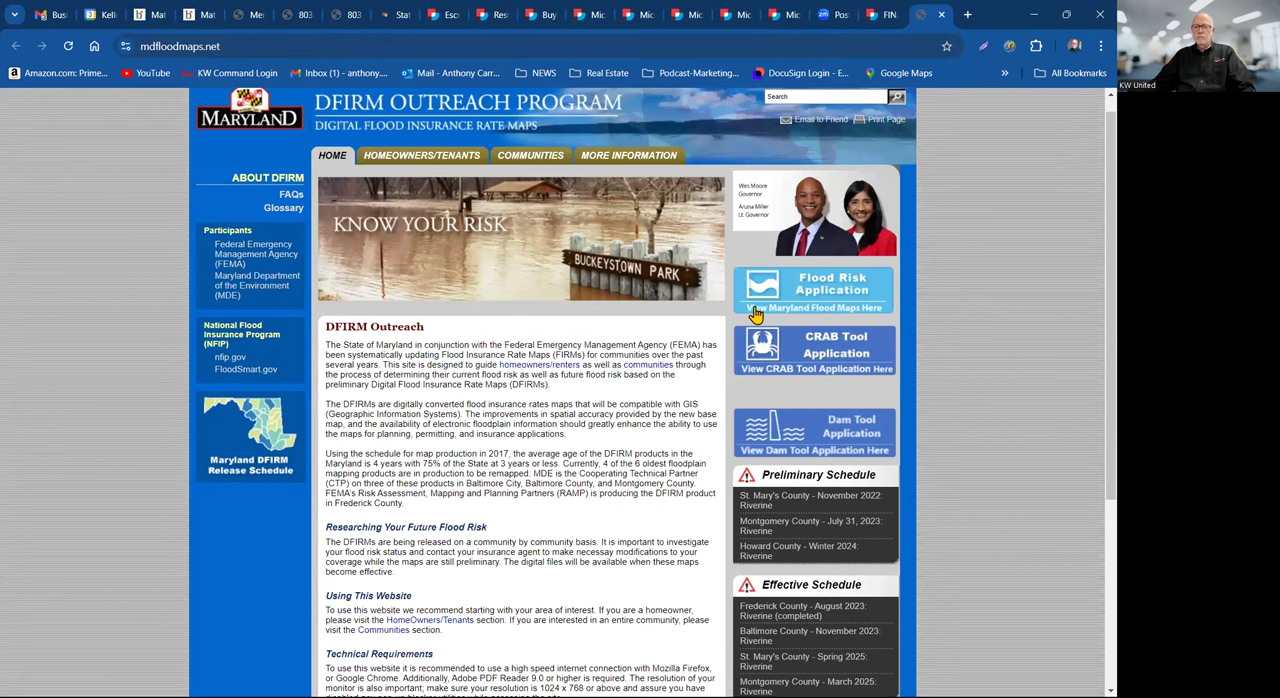 Busi
Kelle
Mat
Mat
Mer
803
803
Stat
Escr
Res
Buy
Mic
Mic
Mic
Mic
Mic
Pos
FIN
mdfloodmaps.net
Amazon.com: Prime...
YouTube
KW Command Login
Inbox (1) - anthony....
Mail - Anthony Carr...
NEWS
Real Estate
Podcast-Marketing...
DocuSign Login - E...
Google Maps
»
All Bookmarks
KW United
MARYLAND
DFIRM OUTREACH PROGRAM
DIGITAL FLOOD INSURANCE RATE MAPS
Search
Email to Friend
Print Page
HOME
HOMEOWNERS/TENANTS
COMMUNITIES
MORE INFORMATION
ABOUT DFIRM
FAQs
Glossary
Participants
Federal Emergency
Management Agency
(FEMA)
Maryland Department
of the Environment
(MDE)
National Flood
Insurance Program
(NFIP)
nfip.gov
FloodSmart.gov
Maryland DFIRM
Release Schedule
KNOW YOUR RISK
BUCKEYSTOWN PARK
DFIRM Outreach
The State of Maryland in conjunction with the Federal Emergency Management Agency (FEMA) has
been systematically updating Flood Insurance Rate Maps (FIRMs) for communities over the past
several years. This site is designed to guide homeowners/renters as well as communities through
the process of determining their current flood risk as well as future flood risk based on the
preliminary Digital Flood Insurance Rate Maps (DFIRMs).
The DFIRMs are digitally converted flood insurance rates maps that will be compatible with GIS
(Geographic Information Systems). The improvements in spatial accuracy provided by the new base
map, and the availability of electronic floodplain information should greatly enhance the ability to use
the maps for planning, permitting, and insurance applications.
Using the schedule for map production in 2017, the average age of the DFIRM products in the
Maryland is 4 years with 75% of the State at 3 years or less. Currently, 4 of the 6 oldest floodplain
mapping products are in production to be remapped. MDE is the Cooperating Technical Partner
(CTP) on three of these products in Baltimore City, Baltimore County, and Montgomery County.
FEMA's Risk Assessment, Mapping and Planning Partners (RAMP) is producing the DFIRM product
in Frederick County.
Researching Your Future Flood Risk
The DFIRMs are being released on a community by community basis. It is important to investigate
your flood risk status and contact your insurance agent to make necessay modifications to your
coverage while the maps are still preliminary. The digital files will be available when these maps
become effective.
Using This Website
To use this website we recommend starting with your area of interest. If you are a homeowner,
please visit the HomeOwners/Tenants section. If you are interested in an entire community, please
visit the Communities section.
Technical Requirements
To use this website it is recommended to use a high speed internet connection with Mozilla Firefox,
or Google Chrome. Additionally, Adobe PDF Reader 9.0 or higher is required. The resolution of your
monitor is also important; make sure your resolution is 1024 x 768 or above and assure you have
Wes Moore
Governor
Aruna Miller
Lt. Governor
Flood Risk
Application
View Maryland Flood Maps Here
CRAB Tool
Application
View CRAB Tool Application Here
Dam Tool
Application
View Dam Tool Application Here
Preliminary Schedule
St. Mary's County - November 2022:
Riverine
Montgomery County - July 31, 2023:
Riverine
Howard County - Winter 2024:
Riverine
Effective Schedule
Frederick County - August 2023:
Riverine (completed)
Baltimore County - November 2023:
Riverine
St. Mary's County - Spring 2025:
Riverine
Montgomery County - March 2025:
Riverine